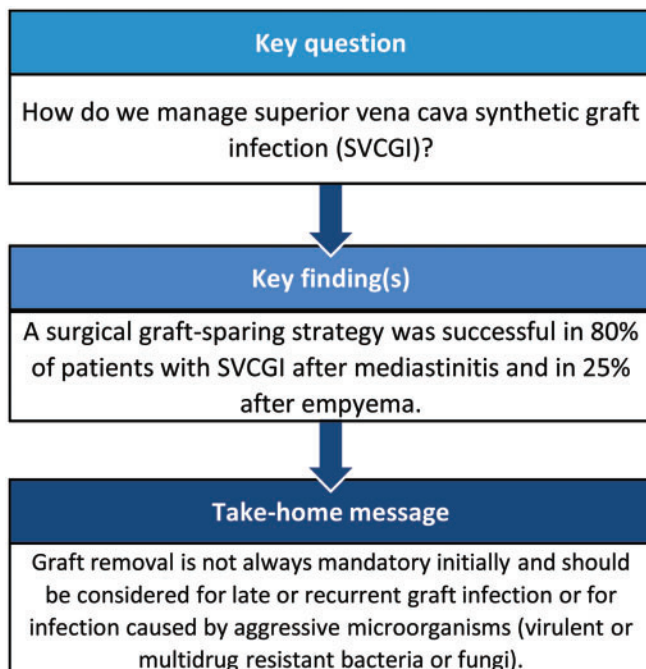 Key question
How do we manage superior vena cava synthetic graft
infection (SVCGI)?
Key finding(s)
A surgical graft-sparing strategy was successful in 80%
of patients with SVCGI after mediastinitis and in 25%
after empyema.
Take-home message
Graft removal is not always mandatory initially and should
be considered for late or recurrent graft infection or for
infection caused by aggressive microorganisms (virulent or
multidrug resistant bacteria or fungi).